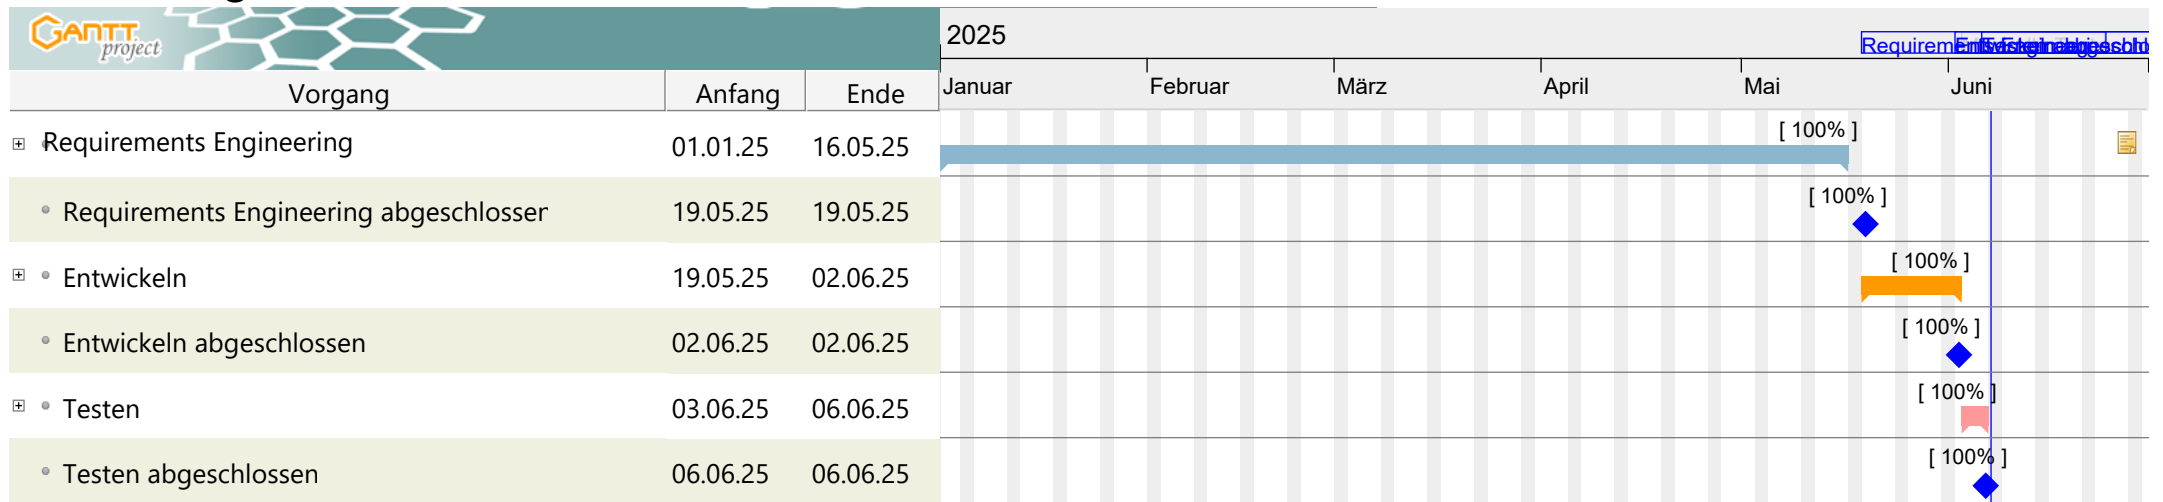 GANTT project
2025
Januar Februar März April Mai Juni
Vorgang Anfang Ende
Requirements Engineering 01.01.25 16.05.25 [ 100% ]
Requirements Engineering abgeschlossen 19.05.25 19.05.25 [ 100% ]
Entwickeln 19.05.25 02.06.25 [ 100% ]
Entwickeln abgeschlossen 02.06.25 02.06.25 [ 100% ]
Testen 03.06.25 06.06.25 [ 100% ]
Testen abgeschlossen 06.06.25 06.06.25 [ 100% ]